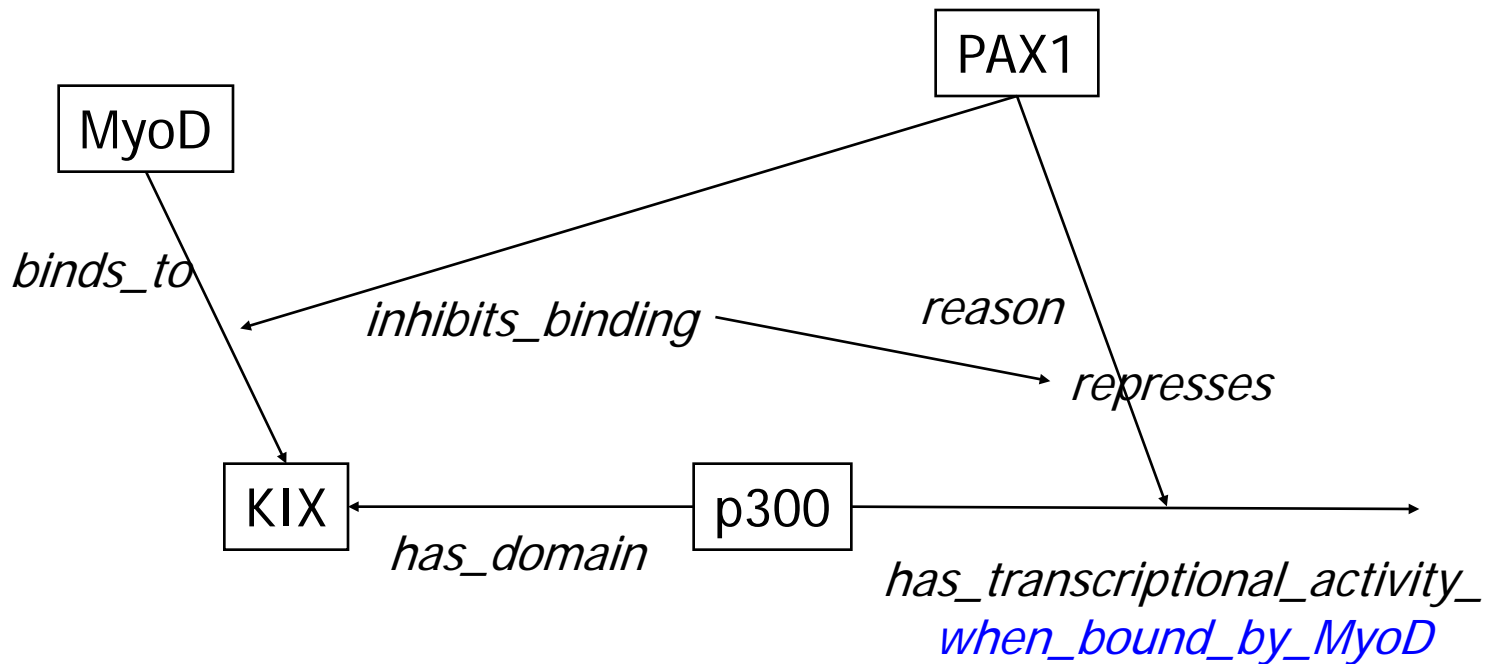 PAX1
MyoD
binds_to
inhibits_binding
reason
represses
KIX
p300
has_domain
has_transcriptional_activity_
when_bound_by_MyoD